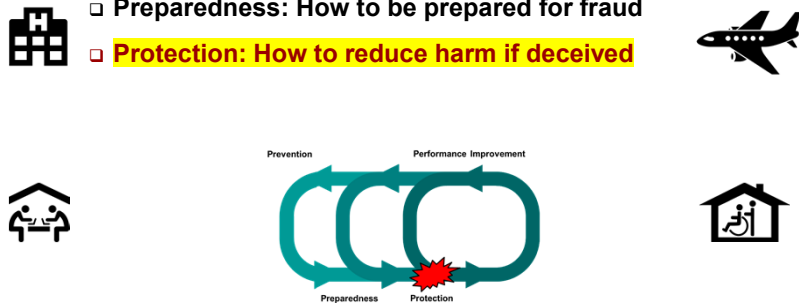 Preparedness: How to be prepared for fraud
H
Protection: How to reduce harm if deceived
Prevention
Performance Improvement
Preparedness
Protection